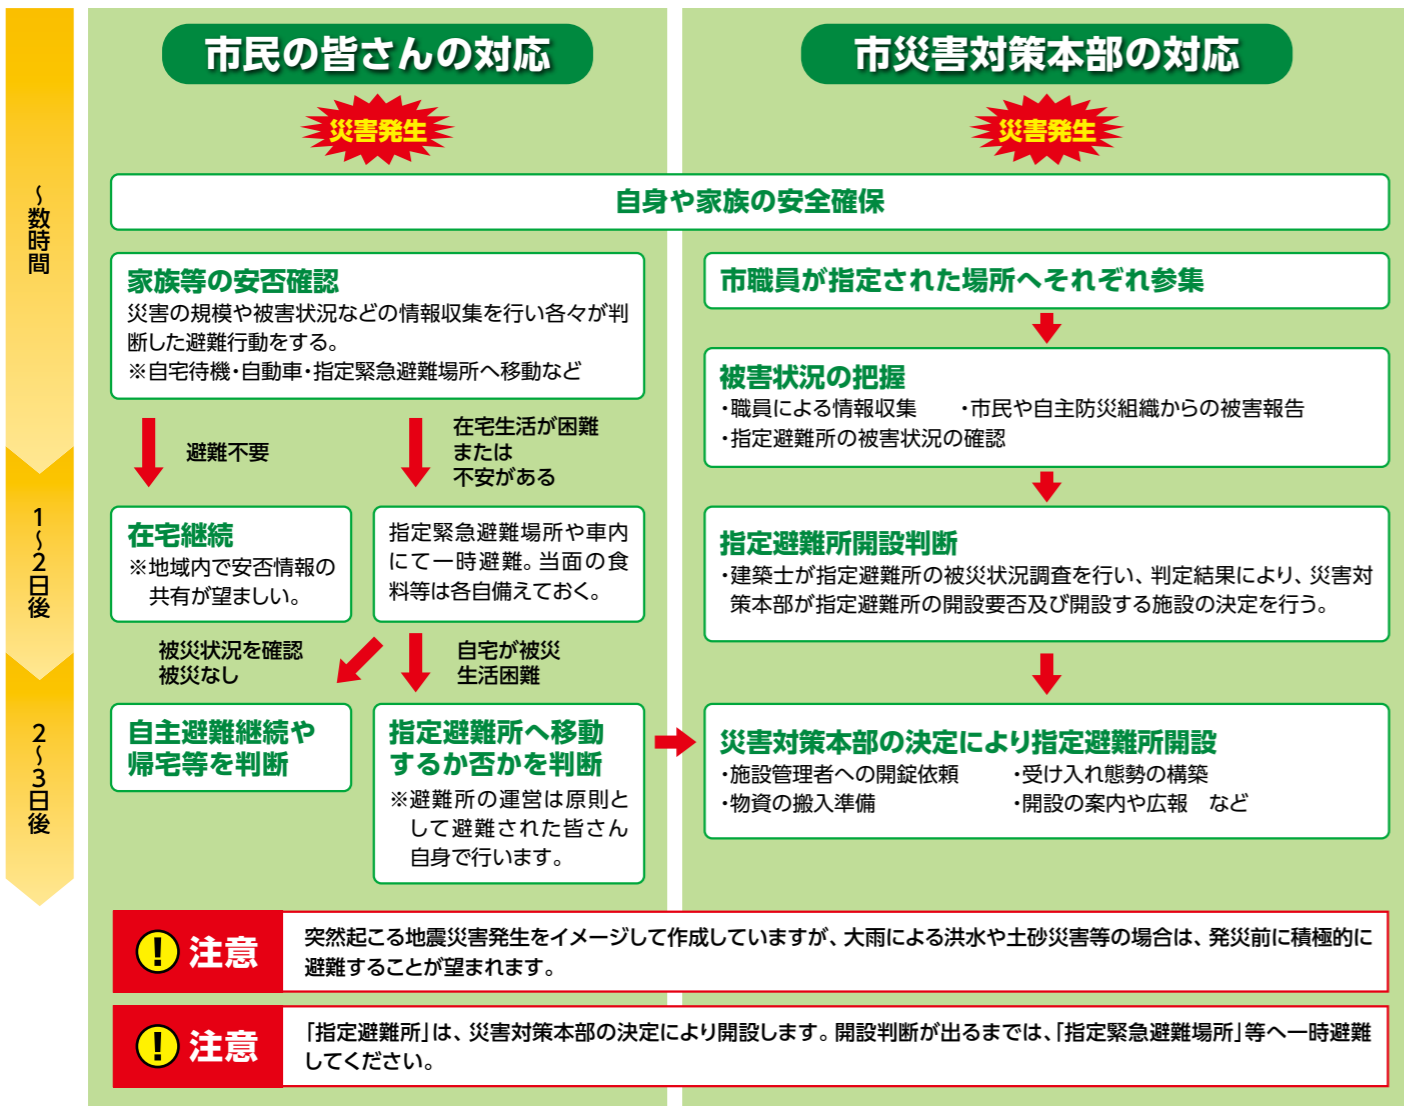 市民の皆さんの対応
災害発生
市災害対策本部の対応
災害発生
～数時間
自身や家族の安全確保
家族等の安否確認
災害の規模や被害状況などの情報収集を行い各々が判
断した避難行動をする。
※自宅待機・自動車・指定緊急避難場所へ移動など
避難不要
在宅生活が困難
または
不安がある
市職員が指定された場所へそれぞれ参集
被害状況の把握
・職員による情報収集　・市民や自主防災組織からの被害報告
・指定避難所の被害状況の確認
1～2日後
在宅継続
※地域内で安否情報の
共有が望ましい。
指定緊急避難場所や車内
にて一時避難。当面の食
料等は各自備えておく。
被災状況を確認
被災なし
自宅が被災
生活困難
指定避難所開設判断
・建築士が指定避難所の被災状況調査を行い、判定結果により、災害対
策本部が指定避難所の開設要否及び開設する施設の決定を行う。
2～3日後
自主避難継続や
帰宅等を判断
指定避難所へ移動
するか否かを判断
※避難所の運営は原則と
して避難された皆さん
自身で行います。
災害対策本部の決定により指定避難所開設
・施設管理者への開錠依頼　・受け入れ態勢の構築
・物資の搬入準備　・開設の案内や広報　など
! 注意
突然起こる地震災害発生をイメージして作成していますが、大雨による洪水や土砂災害等の場合は、発災前に積極的に
避難することが望まれます。
! 注意
「指定避難所」は、災害対策本部の決定により開設します。開設判断が出るまでは、「指定緊急避難場所」等へ一時避難
してください。